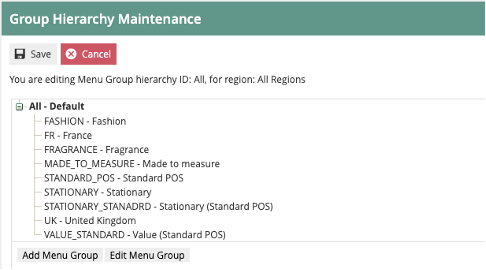 Group Hierarchy Maintenance
Save Cancel
You are editing Menu Group hierarchy ID: All, for region: All Regions
All - Default
FASHION - Fashion
FR - France
FRAGRANCE - Fragrance
MADE_TO_MEASURE - Made to measure
STANDARD_POS - Standard POS
STATIONARY - Stationary
STATIONARY_STANADRD - Stationary (Standard POS)
UK - United Kingdom
VALUE_STANDARD - Value (Standard POS)
Add Menu Group Edit Menu Group